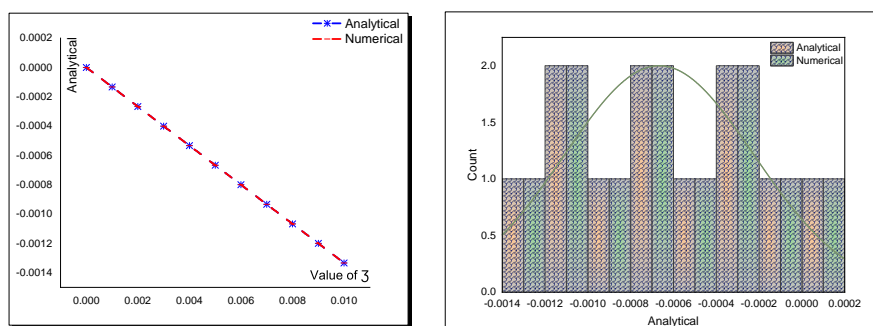 Analytical
Numerical
Analytical
0.0002
0.0000
-0.0002
-0.0004
-0.0006
-0.0008
-0.0010
-0.0012
-0.0014
Value of ʒ
0.000 0.002 0.004 0.006 0.008 0.010
Analytical
Numerical
Count
2.0
1.5
1.0
0.5
0.0
-0.0014 -0.0012 -0.0010 -0.0008 -0.0006 -0.0004 -0.0002 0.0000 0.0002
Analytical